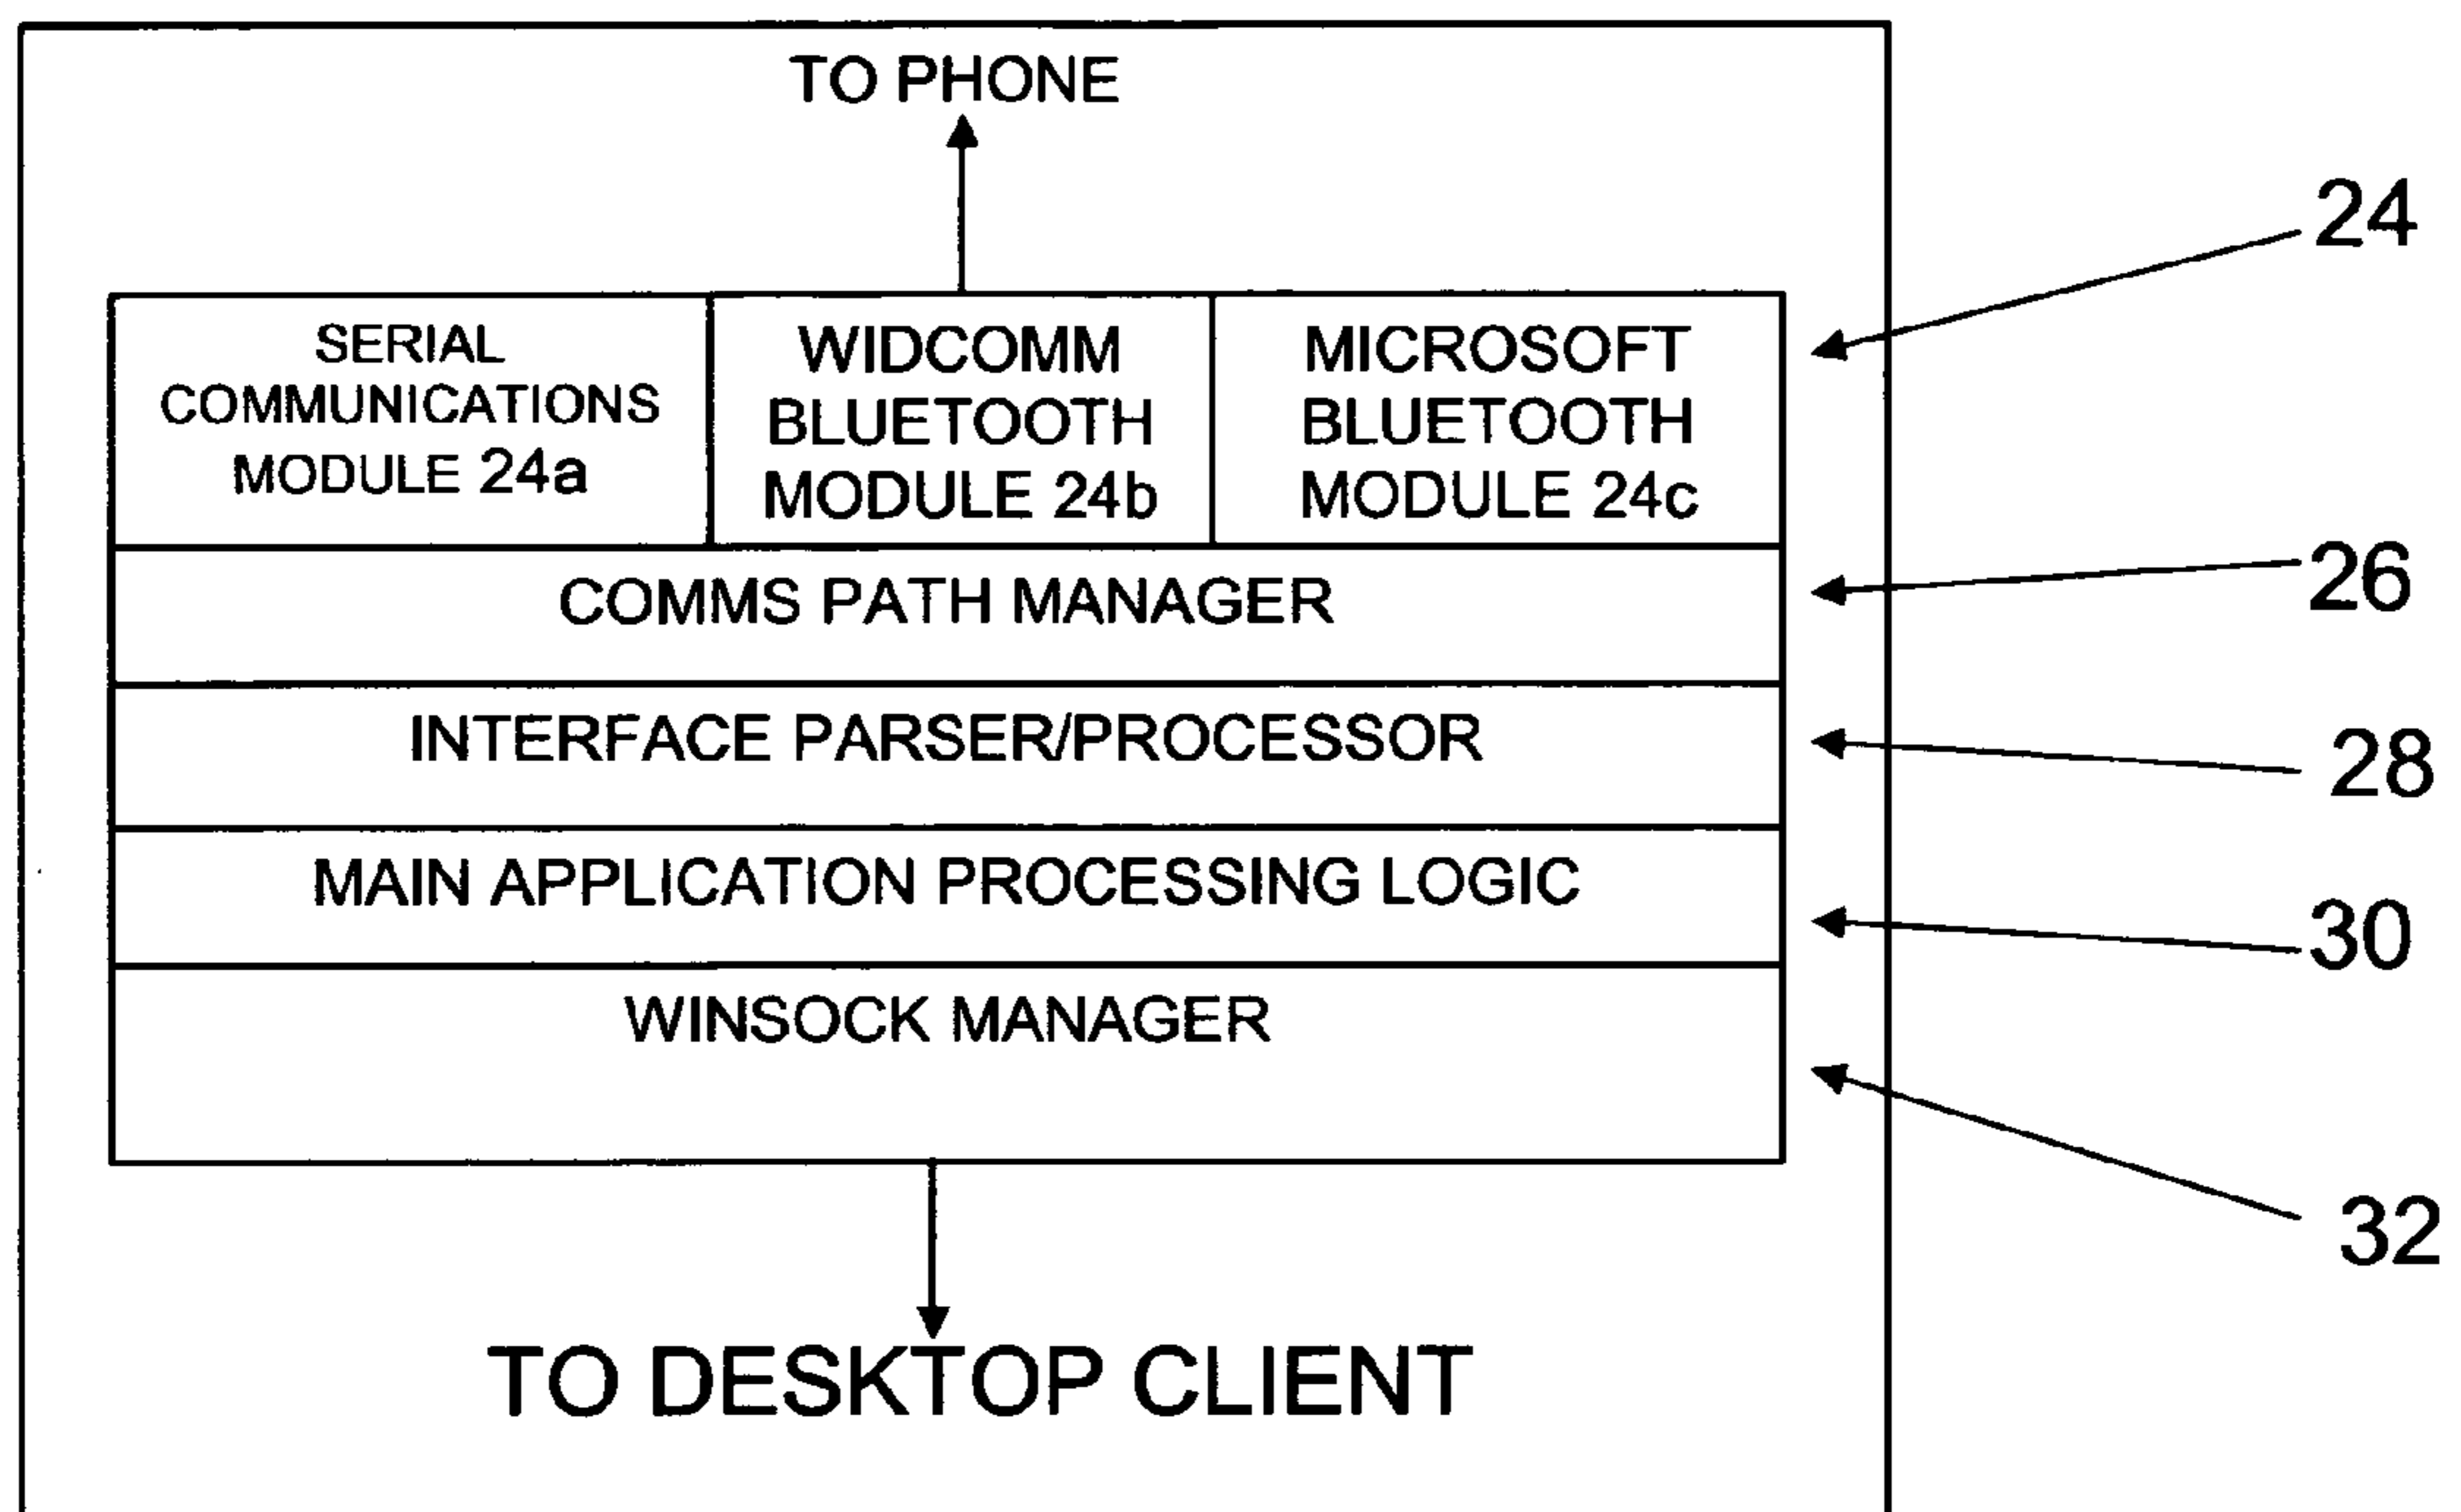 TO PHONE
24
SERIAL
COMMUNICATIONS
MODULE 24a
WIDCOMM
BLUETOOTH
MODULE 24b
MICROSOFT
BLUETOOTH
MODULE 24c
COMMS PATH MANAGER
26
INTERFACE PARSER/PROCESSOR
28
MAIN APPLICATION PROCESSING LOGIC
30
WINSOCK MANAGER
32
TO DESKTOP CLIENT